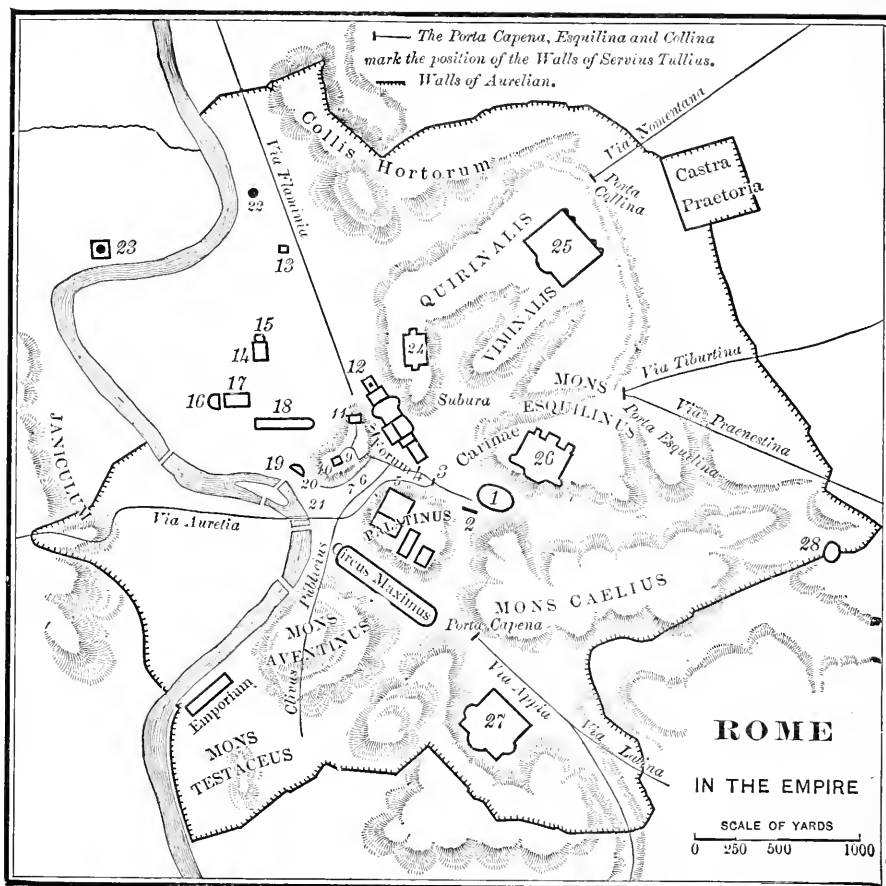 The Porta Capena, Esquilina and Collina
mark the position of the Walls of Servius Tullius.
Walls of Aurelian.
Collis
Hortorum
Via Flaminia
Via Nomentana
Porta
Collina
Castra
Praetoria
22
23
13
QUIRINALIS
25
VIMINALIS
15
14
24
12
17
16
18
11
Subura
MONS
ESQUILINUS
Via Tiburtina
Porta Esquilina
Via Praenestina
JANICULUM
19
20
21
10
9
Forum
4
3
5
6
7
Carinae
26
1
2
Via Aurelia
PALATINUS
28
Circus Maximus
MONS CAELIUS
Clivus Publicius
MONS
AVENTINUS
Porta Capena
Via Appia
Via Latina
27
Emporium
MONS
TESTACEUS
ROME
IN THE EMPIRE
SCALE OF YARDS
0 250 500 1000